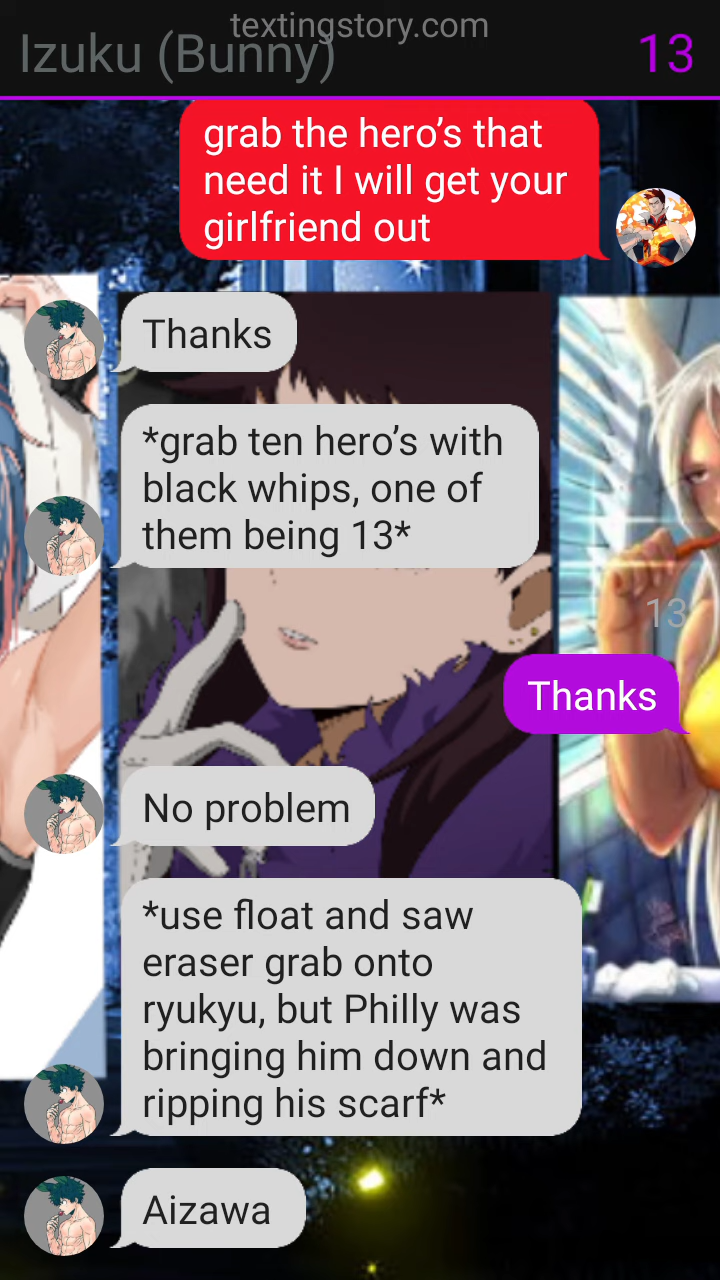 textingstory.com
Izuku (Bunny)
13
grab the hero’s that
need it I will get your
girlfriend out
Thanks
*grab ten hero’s with
black whips, one of
them being 13*
13
Thanks
No problem
*use float and saw
eraser grab onto
ryukyu, but Philly was
bringing him down and
ripping his scarf*
Aizawa